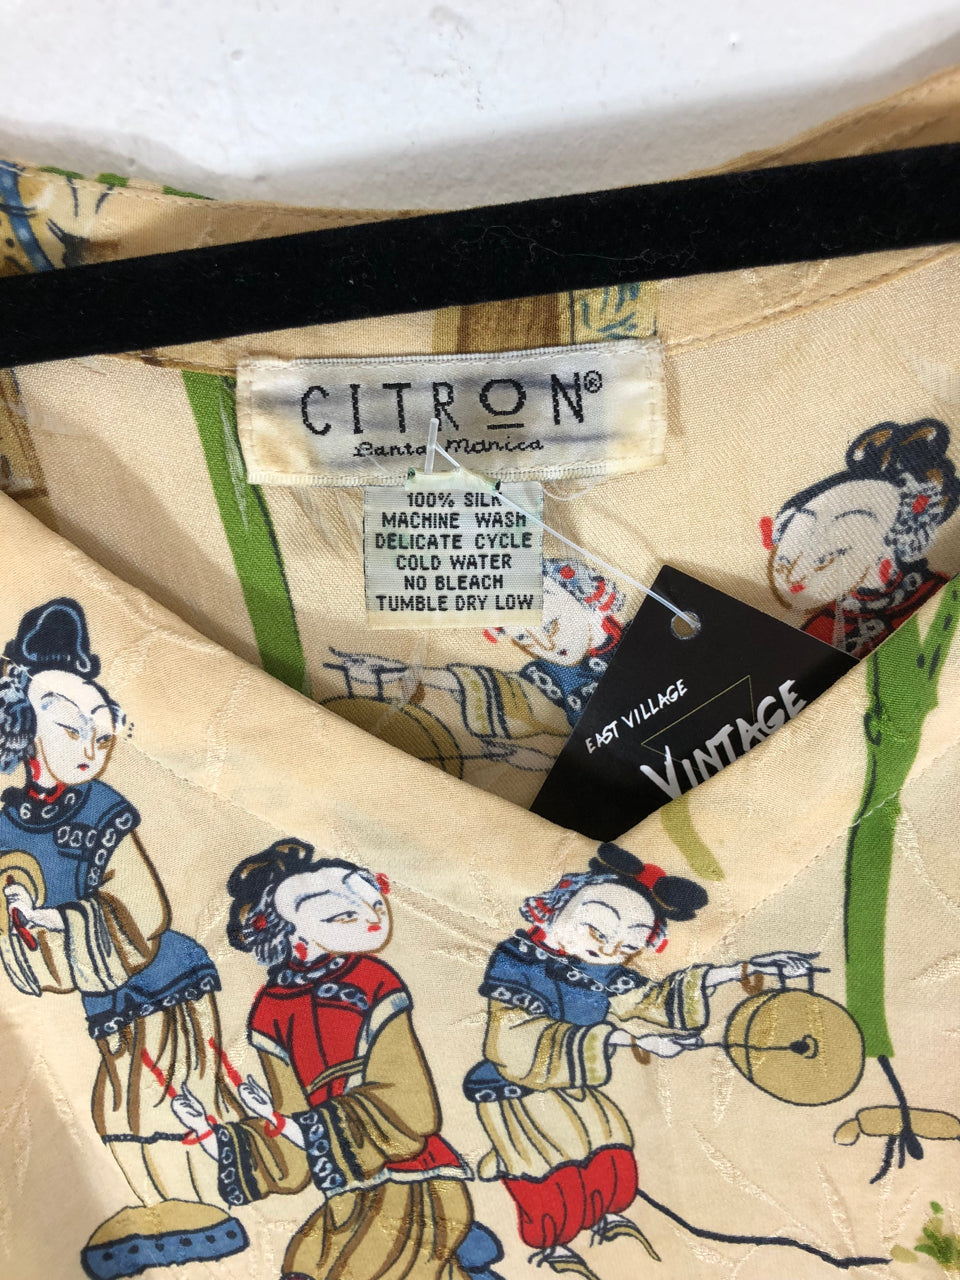 CITRON®
Santa Monica
100% SILK
MACHINE WASH
DELICATE CYCLE
COLD WATER
NO BLEACH
TUMBLE DRY LOW
EAST VILLAGE
VINTAGE